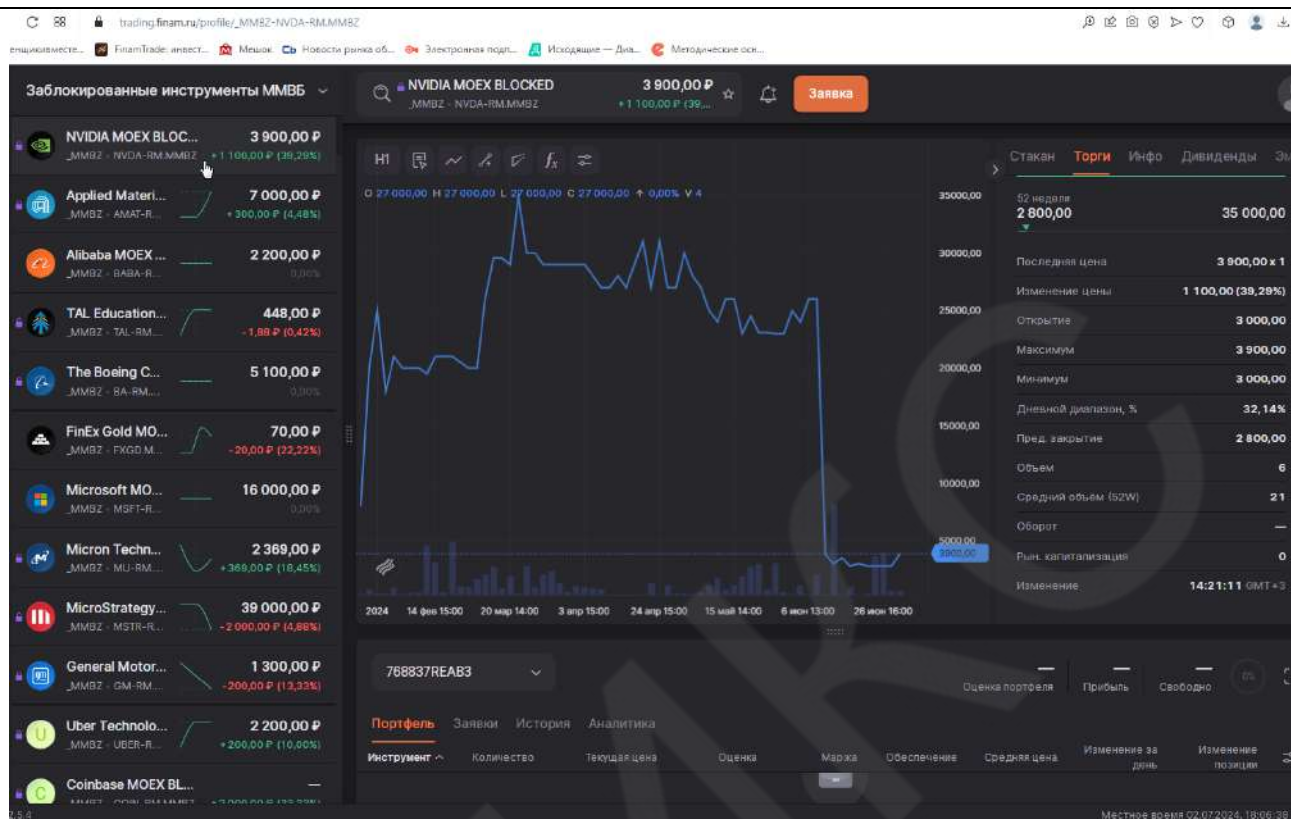 trading.finam.ru/profile/_MMBZ-NVDA-RM.MMBZ
енщикивместе... FinamTrade: инвест... Мешок. Сb Новости рынка об... Электронная подп... Исходящие — Диа... Методические осн...
Заблокированные инструменты ММВБ
NVIDIA MOEX BLOCKED 3 900,00 ₽
_MMBZ - NVDA-RM.MMBZ +1 100,00 ₽ (39,...
Заявка
NVIDIA MOEX BLOC... 3 900,00 ₽
_MMBZ - NVDA-RM.MMBZ +1 100,00 ₽ (39,29%)
Applied Materi... 7 000,00 ₽
_MMBZ - AMAT-R... +300,00 ₽ (4,48%)
Alibaba MOEX ... 2 200,00 ₽
_MMBZ - BABA-R... 0,00%
TAL Education... 448,00 ₽
_MMBZ - TAL-RM.... -1,88 ₽ (0,42%)
The Boeing C... 5 100,00 ₽
_MMBZ - BA-RM.... 0,00%
FinEx Gold MO... 70,00 ₽
_MMBZ - FXGD.M... -20,00 ₽ (22,22%)
Microsoft MO... 16 000,00 ₽
_MMBZ - MSFT-R... 0,00%
Micron Techn... 2 369,00 ₽
_MMBZ - MU-RM.... +369,00 ₽ (18,45%)
MicroStrategy... 39 000,00 ₽
_MMBZ - MSTR-R... -2 000,00 ₽ (4,88%)
General Motor... 1 300,00 ₽
_MMBZ - GM-RM.... -200,00 ₽ (13,33%)
Uber Technolo... 2 200,00 ₽
_MMBZ - UBER-R... +200,00 ₽ (10,00%)
Coinbase MOEX BL... —
H1
O 27 000,00 H 27 000,00 L 27 000,00 C 27 000,00 ↑ 0,00% V 4
35000,00
30000,00
25000,00
20000,00
15000,00
10000,00
5000,00
3900,00
2024 14 фев 15:00 20 мар 14:00 3 апр 15:00 24 апр 15:00 15 май 14:00 6 июн 13:00 26 июн 16:00
Стакан Торги Инфо Дивиденды
52 недели
2 800,00 35 000,00
Последняя цена 3 900,00 x 1
Изменение цены 1 100,00 (39,29%)
Открытие 3 000,00
Максимум 3 900,00
Минимум 3 000,00
Дневной диапазон, % 32,14%
Пред. закрытие 2 800,00
Объем 6
Средний объем (52W) 21
Оборот —
Рын. капитализация 0
Изменение 14:21:11 GMT+3
768837REAB3
Оценка портфеля Прибыль Свободно 0%
Портфель Заявки История Аналитика
Инструмент Количество Текущая цена Оценка Маржа Обеспечение Средняя цена Изменение за день Изменение позиции
Местное время 02.07.2024, 18:06:38